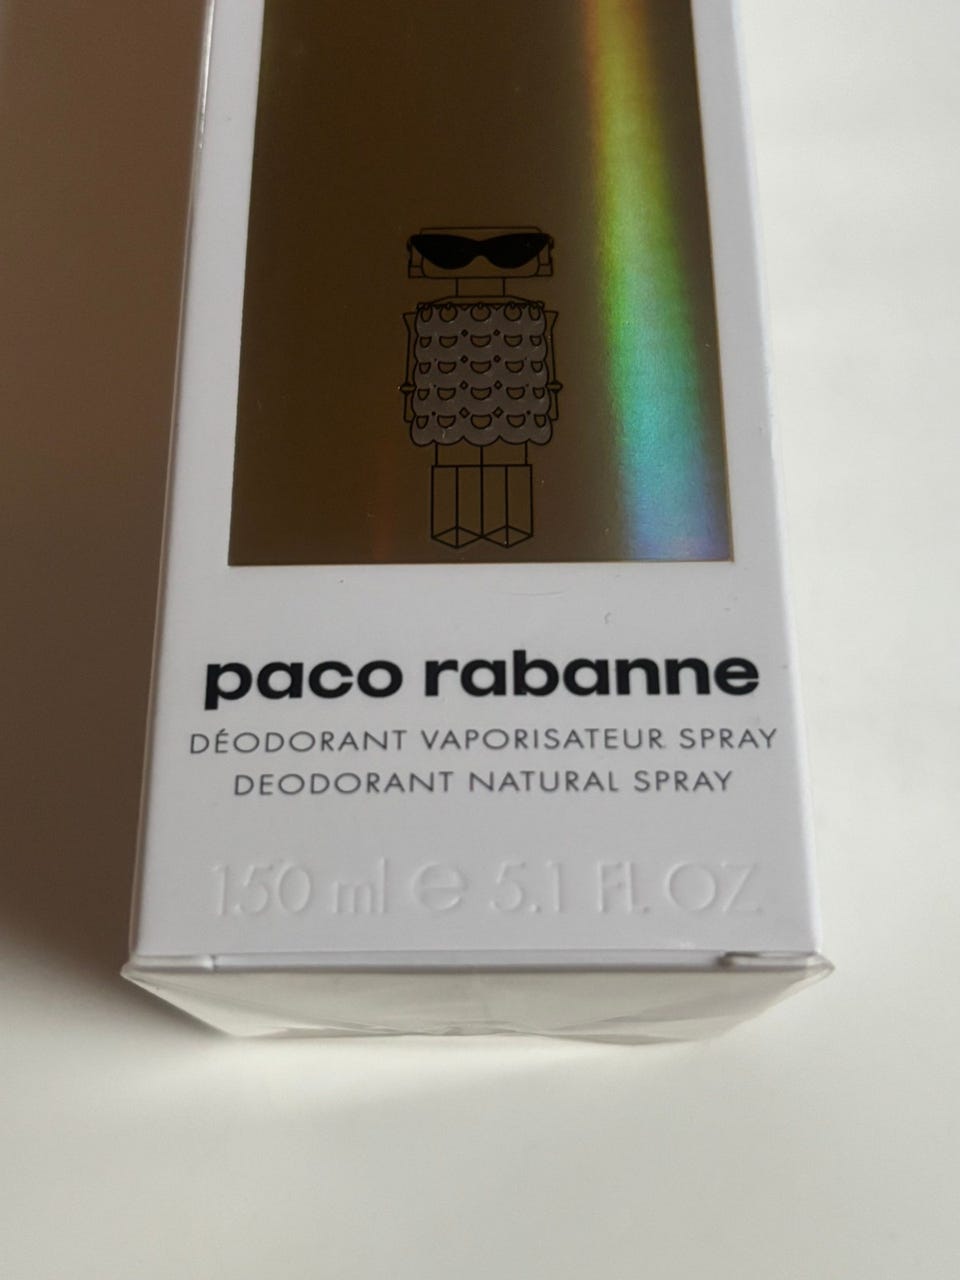 paco rabanne
DÉODORANT VAPORISATEUR SPRAY
DEODORANT NATURAL SPRAY
150 ml e 5.1 FL. OZ.